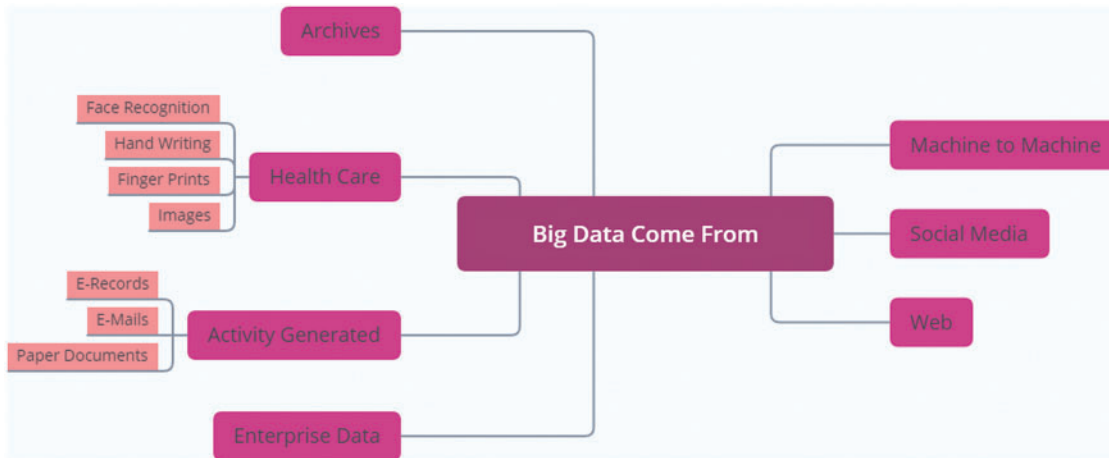 Archives
Face Recognition
Hand Writing
Finger Prints
Images
Health Care
E-Records
E-Mails
Paper Documents
Activity Generated
Enterprise Data
Big Data Come From
Machine to Machine
Social Media
Web